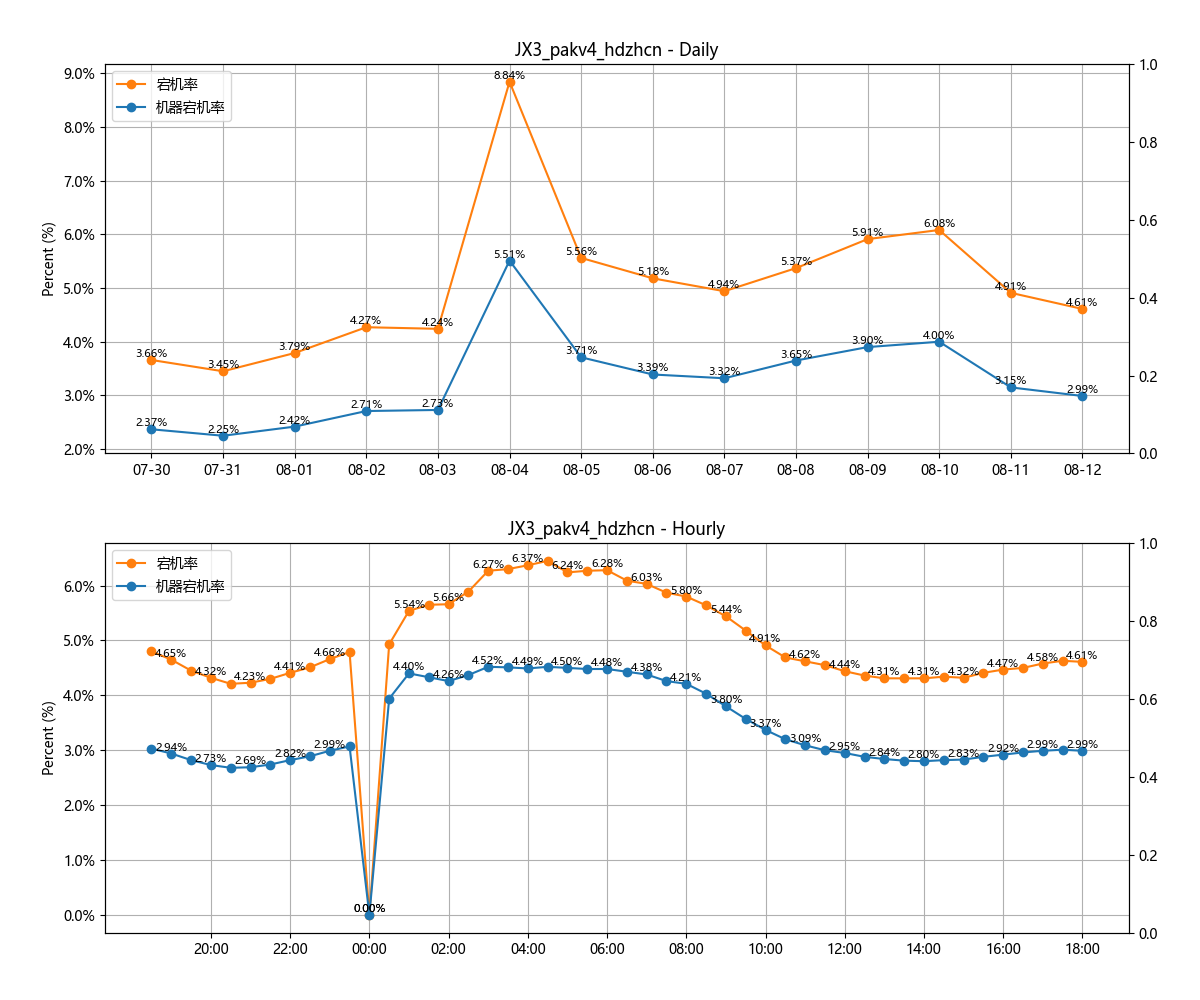 JX3_pakv4_hdzhcn - Daily
宕机率
机器宕机率
Percent (%)
9.0%
8.0%
7.0%
6.0%
5.0%
4.0%
3.0%
2.0%
1.0
0.8
0.6
0.4
0.2
0.0
3.66% 3.45% 3.79% 4.27% 4.24% 8.84% 5.56% 5.18% 4.94% 5.37% 5.91% 6.08% 4.91% 4.61%
2.37% 2.25% 2.42% 2.71% 2.73% 5.51% 3.71% 3.39% 3.32% 3.65% 3.90% 4.00% 3.15% 2.99%
07-30 07-31 08-01 08-02 08-03 08-04 08-05 08-06 08-07 08-08 08-09 08-10 08-11 08-12
JX3_pakv4_hdzhcn - Hourly
宕机率
机器宕机率
Percent (%)
6.0%
5.0%
4.0%
3.0%
2.0%
1.0%
0.0%
1.0
0.8
0.6
0.4
0.2
0.0
4.65% 4.32% 4.23% 4.41% 4.66% 0.00% 5.54% 5.66% 6.27% 6.37% 6.24% 6.28% 6.03% 5.80% 5.44% 4.91% 4.62% 4.44% 4.31% 4.31% 4.32% 4.47% 4.58% 4.61%
2.94% 2.73% 2.69% 2.82% 2.99% 0.00% 4.40% 4.26% 4.52% 4.49% 4.50% 4.48% 4.38% 4.21% 3.80% 3.37% 3.09% 2.95% 2.84% 2.80% 2.83% 2.92% 2.99% 2.99%
20:00 22:00 00:00 02:00 04:00 06:00 08:00 10:00 12:00 14:00 16:00 18:00